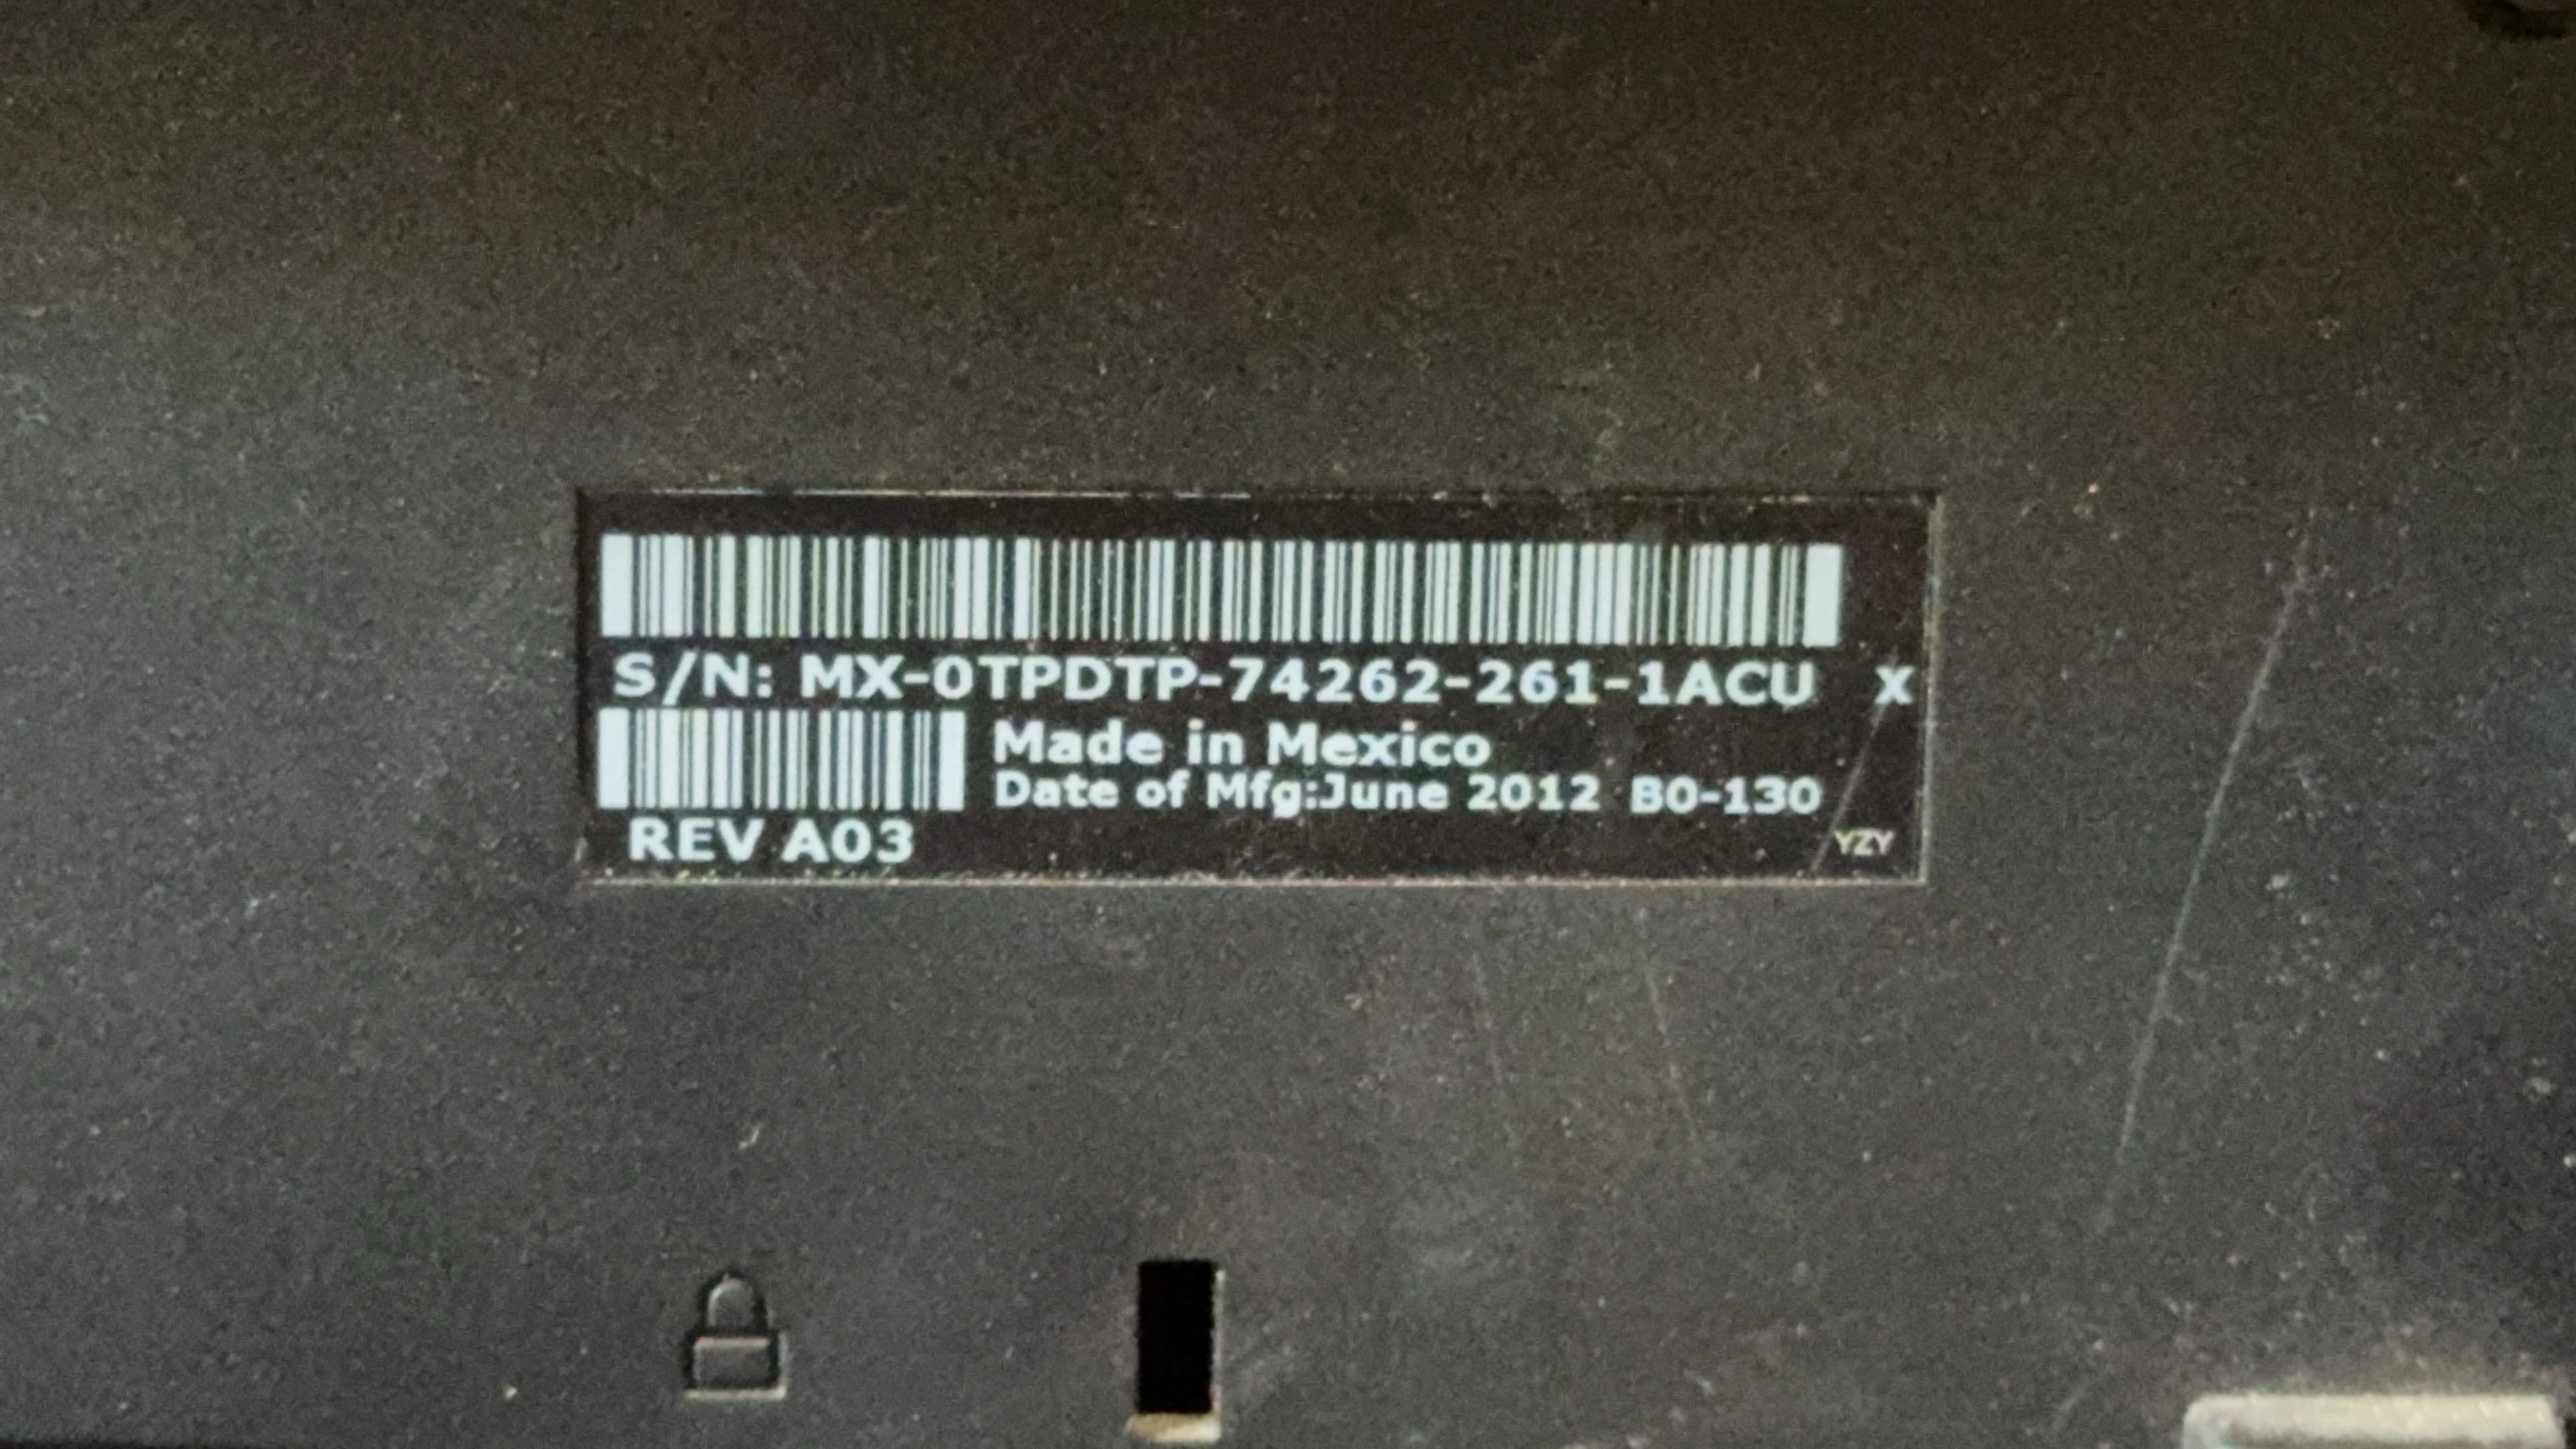 S/N: MX-0TPDTP-74262-261-1ACU X
Made in Mexico
Date of Mfg:June 2012 B0-130
REV A03
YZY